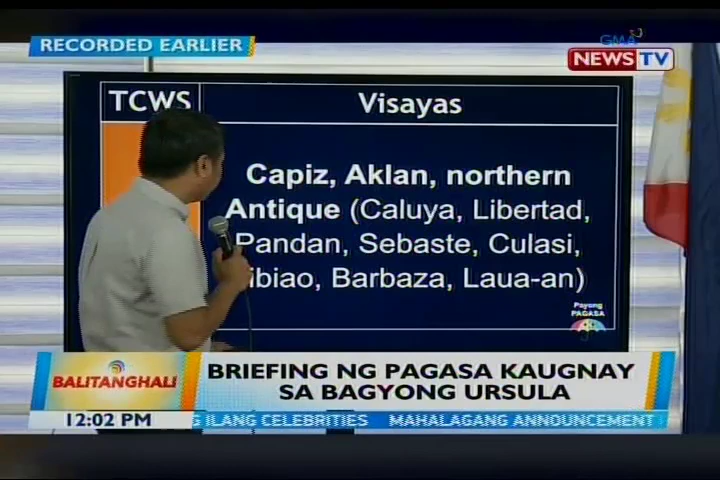 RECORDED EARLIER
GMA
NEWS TV
TCWS
Visayas
Capiz, Aklan, northern
Antique (Caluya, Libertad,
Pandan, Sebaste, Culasi,
ibiao, Barbaza, Laua-an)
Payong
PAGASA
BALITANGHALI
BRIEFING NG PAGASA KAUGNAY
SA BAGYONG URSULA
12:02 PM
G ILANG CELEBRITIES MAHALAGANG ANNOUNCEMENT